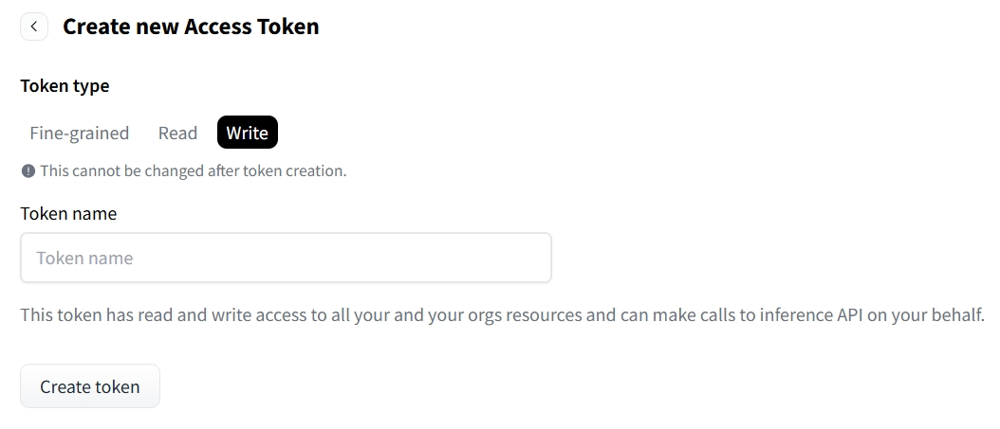 Create new Access Token
Token type
Fine-grained Read Write
This cannot be changed after token creation.
Token name
Token name
This token has read and write access to all your and your orgs resources and can make calls to inference API on your behalf.
Create token